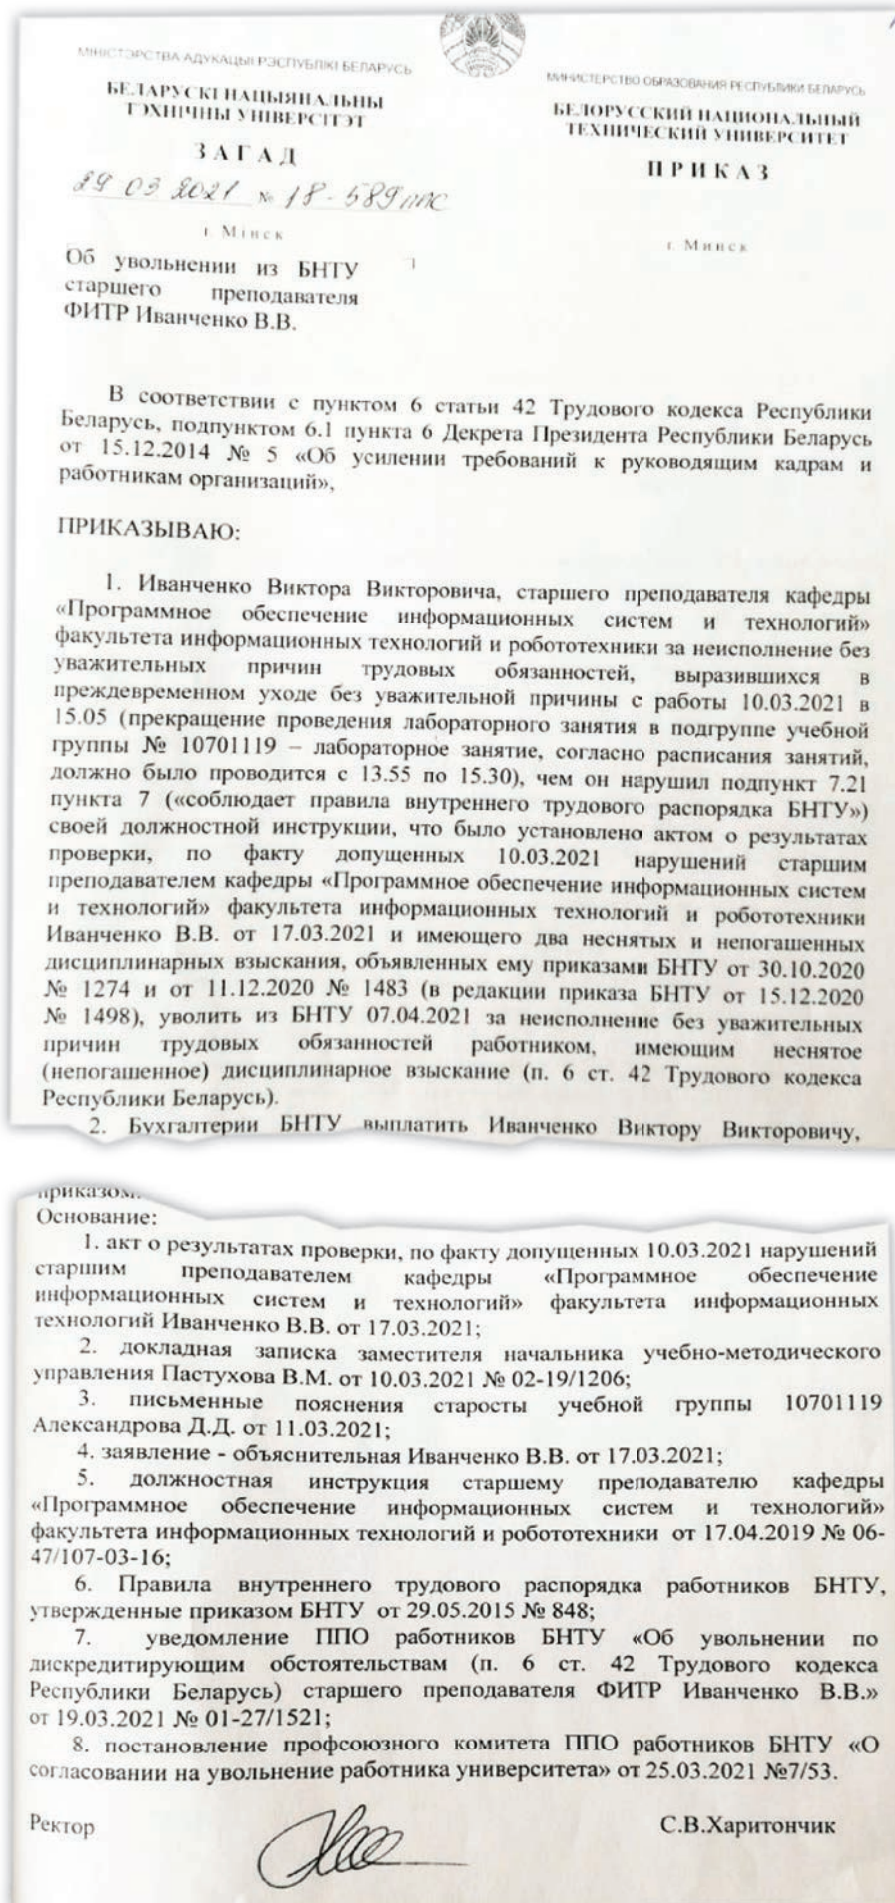 МІНІСТЭРСТВА АДУКАЦЫІ РЭСПУБЛІКІ БЕЛАРУСЬ
БЕЛАРУСКІ НАЦЫЯНАЛЬНЫ
ТЭХНІЧНЫ УНІВЕРСІТЭТ
ЗАГАД
29 03 2021 № 18-589ппс
г. Мінск
МИНИСТЕРСТВО ОБРАЗОВАНИЯ РЕСПУБЛИКИ БЕЛАРУСЬ
БЕЛОРУССКИЙ НАЦИОНАЛЬНЫЙ
ТЕХНИЧЕСКИЙ УНИВЕРСИТЕТ
ПРИКАЗ
г. Минск
Об увольнении из БНТУ
старшего преподавателя
ФИТР Иванченко В.В.
В соответствии с пунктом 6 статьи 42 Трудового кодекса Республики
Беларусь, подпунктом 6.1 пункта 6 Декрета Президента Республики Беларусь
от 15.12.2014 № 5 «Об усилении требований к руководящим кадрам и
работникам организаций»,
ПРИКАЗЫВАЮ:
1. Иванченко Виктора Викторовича, старшего преподавателя кафедры
«Программное обеспечение информационных систем и технологий»
факультета информационных технологий и робототехники за неисполнение без
уважительных причин трудовых обязанностей, выразившихся в
преждевременном уходе без уважительной причины с работы 10.03.2021 в
15.05 (прекращение проведения лабораторного занятия в подгруппе учебной
группы № 10701119 – лабораторное занятие, согласно расписания занятий,
должно было проводится с 13.55 по 15.30), чем он нарушил подпункт 7.21
пункта 7 («соблюдает правила внутреннего трудового распорядка БНТУ»)
своей должностной инструкции, что было установлено актом о результатах
проверки, по факту допущенных 10.03.2021 нарушений старшим
преподавателем кафедры «Программное обеспечение информационных систем
и технологий» факультета информационных технологий и робототехники
Иванченко В.В. от 17.03.2021 и имеющего два неснятых и непогашенных
дисциплинарных взыскания, объявленных ему приказами БНТУ от 30.10.2020
№ 1274 и от 11.12.2020 № 1483 (в редакции приказа БНТУ от 15.12.2020
№ 1498), уволить из БНТУ 07.04.2021 за неисполнение без уважительных
причин трудовых обязанностей работником, имеющим неснятое
(непогашенное) дисциплинарное взыскание (п. 6 ст. 42 Трудового кодекса
Республики Беларусь).
2. Бухгалтерии БНТУ выплатить Иванченко Виктору Викторовичу,
приказом.
Основание:
1. акт о результатах проверки, по факту допущенных 10.03.2021 нарушений
старшим преподавателем кафедры «Программное обеспечение
информационных систем и технологий» факультета информационных
технологий Иванченко В.В. от 17.03.2021;
2. докладная записка заместителя начальника учебно-методического
управления Пастухова В.М. от 10.03.2021 № 02-19/1206;
3. письменные пояснения старосты учебной группы 10701119
Александрова Д.Д. от 11.03.2021;
4. заявление - объяснительная Иванченко В.В. от 17.03.2021;
5. должностная инструкция старшему преподавателю кафедры
«Программное обеспечение информационных систем и технологий»
факультета информационных технологий и робототехники от 17.04.2019 № 06-
47/107-03-16;
6. Правила внутреннего трудового распорядка работников БНТУ,
утвержденные приказом БНТУ от 29.05.2015 № 848;
7. уведомление ППО работников БНТУ «Об увольнении по
дискредитирующим обстоятельствам (п. 6 ст. 42 Трудового кодекса
Республики Беларусь) старшего преподавателя ФИТР Иванченко В.В.»
от 19.03.2021 № 01-27/1521;
8. постановление профсоюзного комитета ППО работников БНТУ «О
согласовании на увольнение работника университета» от 25.03.2021 №7/53.
Ректор С.В.Харитончик